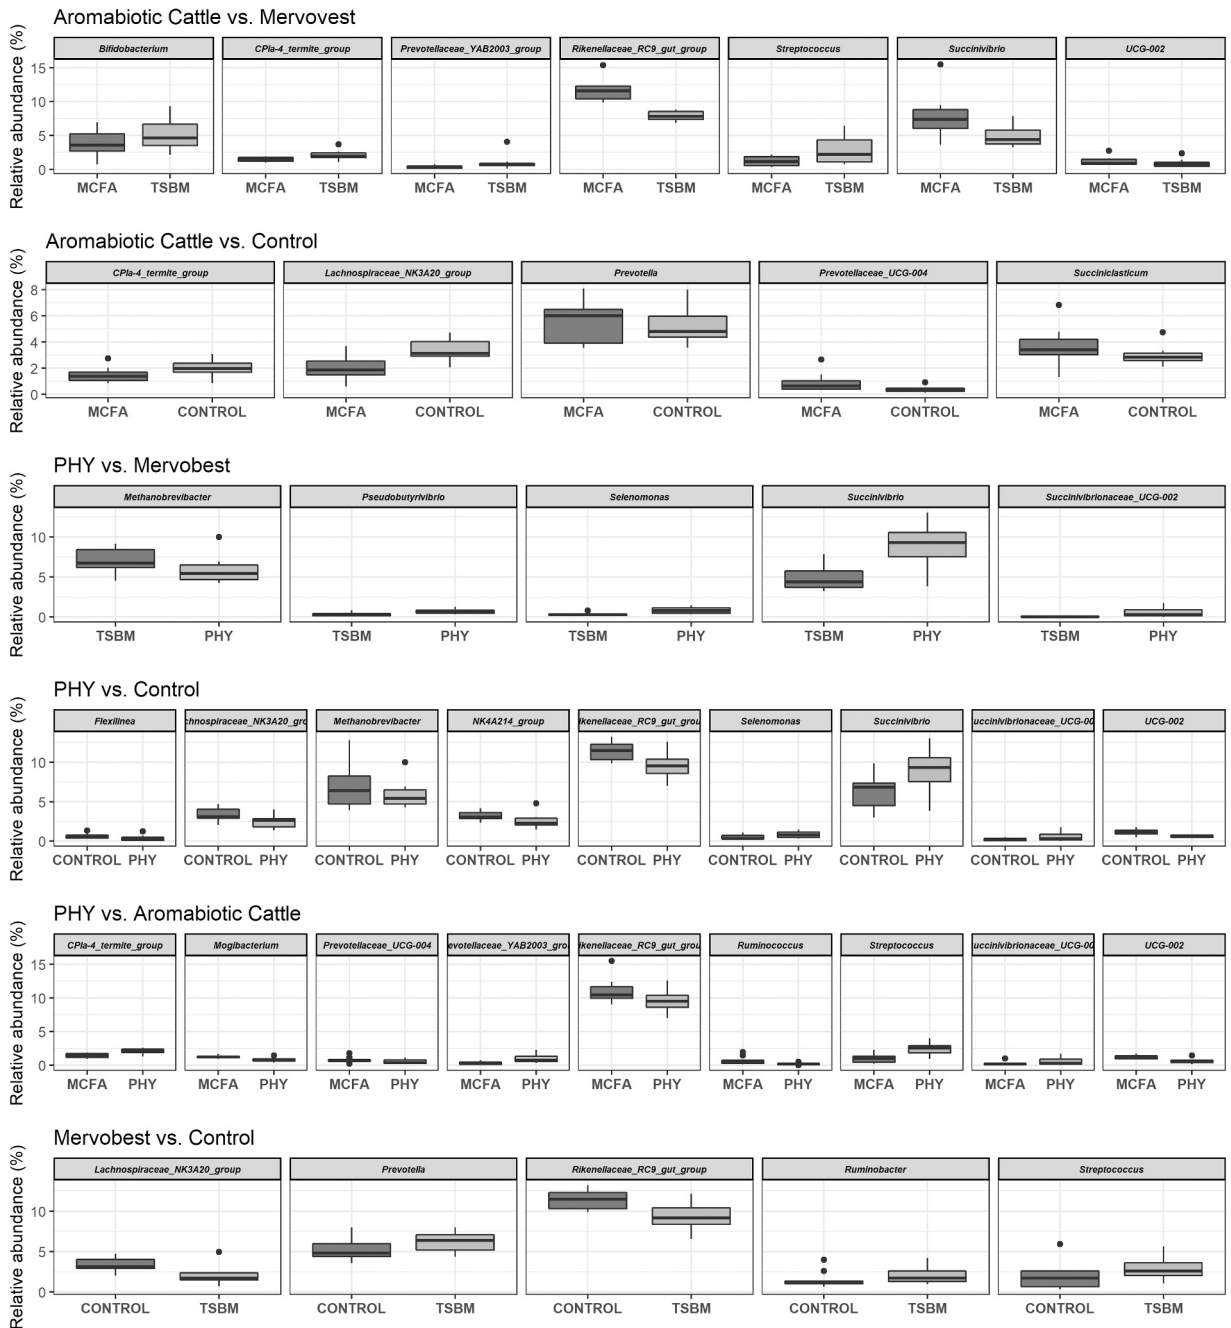 Aromabiotic Cattle vs. Mervovest
Relative abundance (%)
Bifidobacterium CPla-4_termite_group Prevotellaceae_YAB2003_group Rikenellaceae_RC9_gut_group Streptococcus Succinivibrio UCG-002
15
10
5
0
MCFA TSBM MCFA TSBM MCFA TSBM MCFA TSBM MCFA TSBM MCFA TSBM MCFA TSBM
Aromabiotic Cattle vs. Control
Relative abundance (%)
CPla-4_termite_group Lachnospiraceae_NK3A20_group Prevotella Prevotellaceae_UCG-004 Succiniclasticum
8
6
4
2
0
MCFA CONTROL MCFA CONTROL MCFA CONTROL MCFA CONTROL MCFA CONTROL
PHY vs. Mervobest
Relative abundance (%)
Methanobrevibacter Pseudobutyrivibrio Selenomonas Succinivibrio Succinivibrionaceae_UCG-002
10
5
0
TSBM PHY TSBM PHY TSBM PHY TSBM PHY TSBM PHY
PHY vs. Control
Relative abundance (%)
Flexilinea chnospiraceae_NK3A20_gro Methanobrevibacter NK4A214_group ikenellaceae_RC9_gut_grou Selenomonas Succinivibrio uccinivibrionaceae_UCG-00 UCG-002
10
5
0
CONTROL PHY CONTROL PHY CONTROL PHY CONTROL PHY CONTROL PHY CONTROL PHY CONTROL PHY CONTROL PHY CONTROL PHY
PHY vs. Aromabiotic Cattle
Relative abundance (%)
CPla-4_termite_group Mogibacterium Prevotellaceae_UCG-004 evotellaceae_YAB2003_grou ikenellaceae_RC9_gut_grou Ruminococcus Streptococcus uccinivibrionaceae_UCG-00 UCG-002
15
10
5
0
MCFA PHY MCFA PHY MCFA PHY MCFA PHY MCFA PHY MCFA PHY MCFA PHY MCFA PHY MCFA PHY
Mervobest vs. Control
Relative abundance (%)
Lachnospiraceae_NK3A20_group Prevotella Rikenellaceae_RC9_gut_group Ruminobacter Streptococcus
10
5
0
CONTROL TSBM CONTROL TSBM CONTROL TSBM CONTROL TSBM CONTROL TSBM